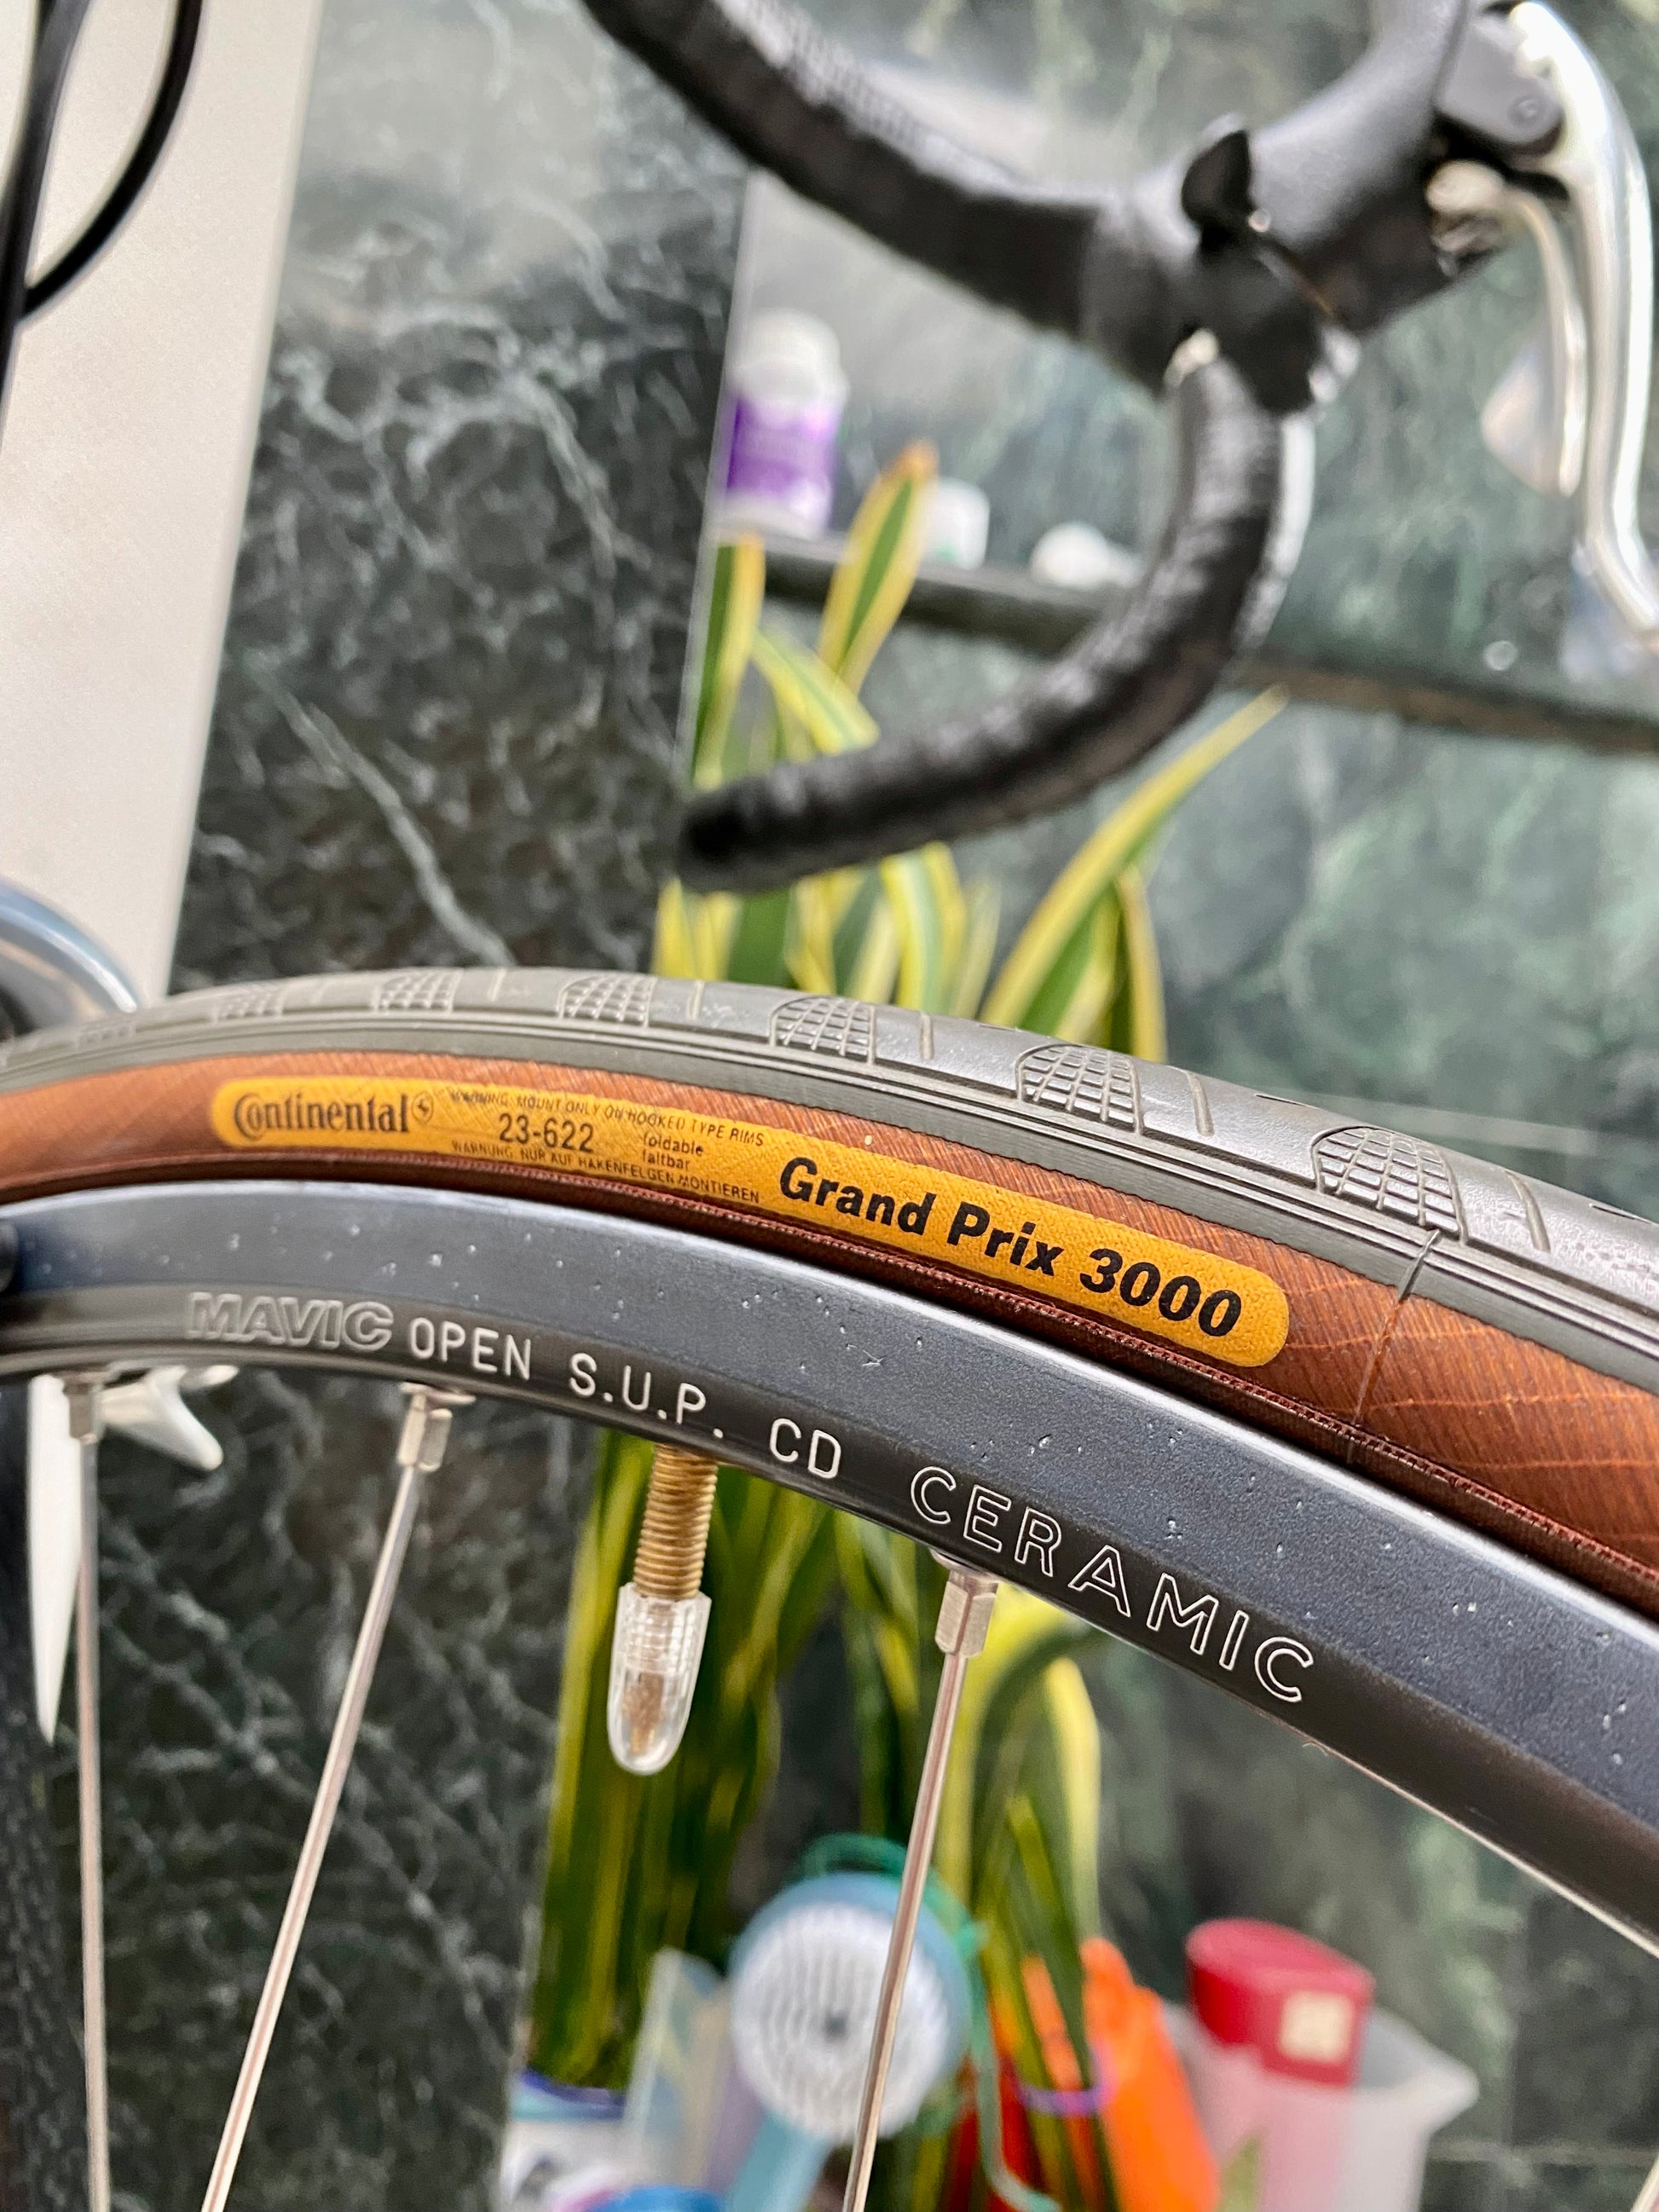 Continental
WARNING: MOUNT ONLY ON HOOKED TYPE RIMS
23-622
foldable
faltbar
WARNUNG: NUR AUF HAKENFELGEN MONTIEREN
Grand Prix 3000
MAVIC OPEN S.U.P. CD CERAMIC